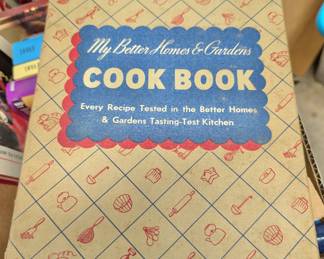 My Better Homes & Gardens
COOK BOOK
Every Recipe Tested in the Better Homes
& Gardens Tasting-Test Kitchen